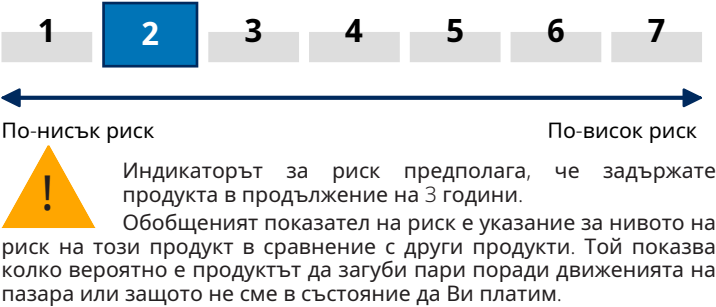 1 2 3 4 5 6 7
По-нисък риск По-висок риск
! Индикаторът за риск предполага, че задържате
продукта в продължение на 3 години.
Обобщеният показател на риск е указание за нивото на
риск на този продукт в сравнение с други продукти. Той показва
колко вероятно е продуктът да загуби пари поради движенията на
пазара или защото не сме в състояние да Ви платим.